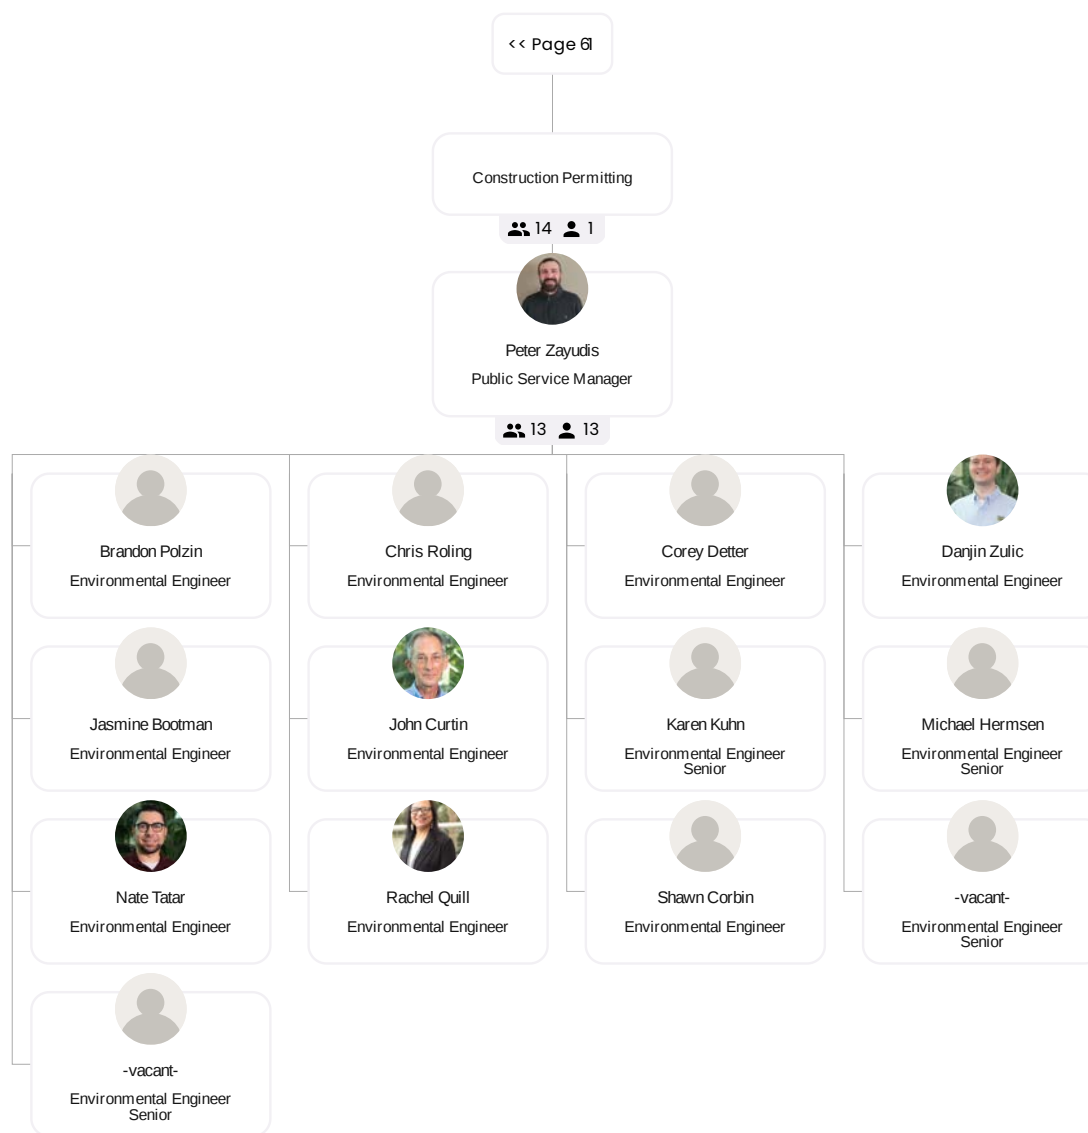 << Page 61
Construction Permitting
14 1
Peter Zayudis
Public Service Manager
13 13
Brandon Polzin
Environmental Engineer
Chris Roling
Environmental Engineer
Corey Detter
Environmental Engineer
Danjin Zulic
Environmental Engineer
Jasmine Bootman
Environmental Engineer
John Curtin
Environmental Engineer
Karen Kuhn
Environmental Engineer
Senior
Michael Hermsen
Environmental Engineer
Senior
Nate Tatar
Environmental Engineer
Rachel Quill
Environmental Engineer
Shawn Corbin
Environmental Engineer
-vacant-
Environmental Engineer
Senior
-vacant-
Environmental Engineer
Senior